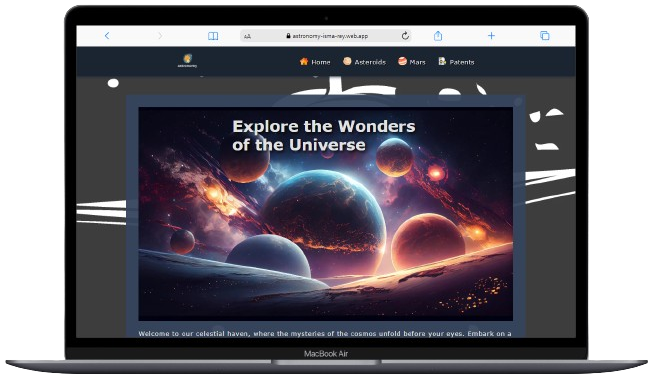 AA
astronomy-isma-rey.web.app
astronomy
Home
Asteroids
Mars
Patents
Explore the Wonders
of the Universe
Welcome to our celestial haven, where the mysteries of the cosmos unfold before your eyes. Embark on a
MacBook Air